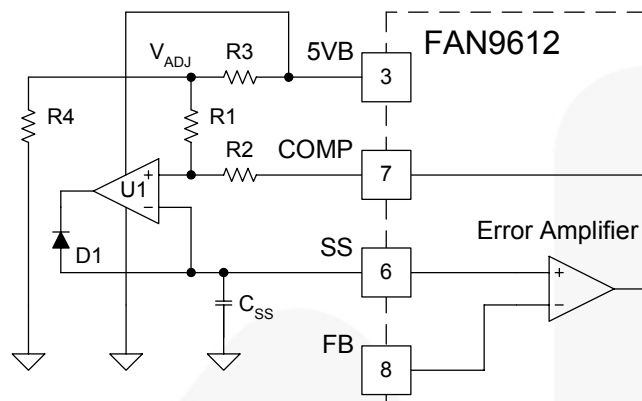 FAN9612
5VB
3
R3
V_ADJ
R4
R1
R2
COMP
7
+
U1
−
D1
SS
6
Error Amplifier
+
−
C_SS
FB
8